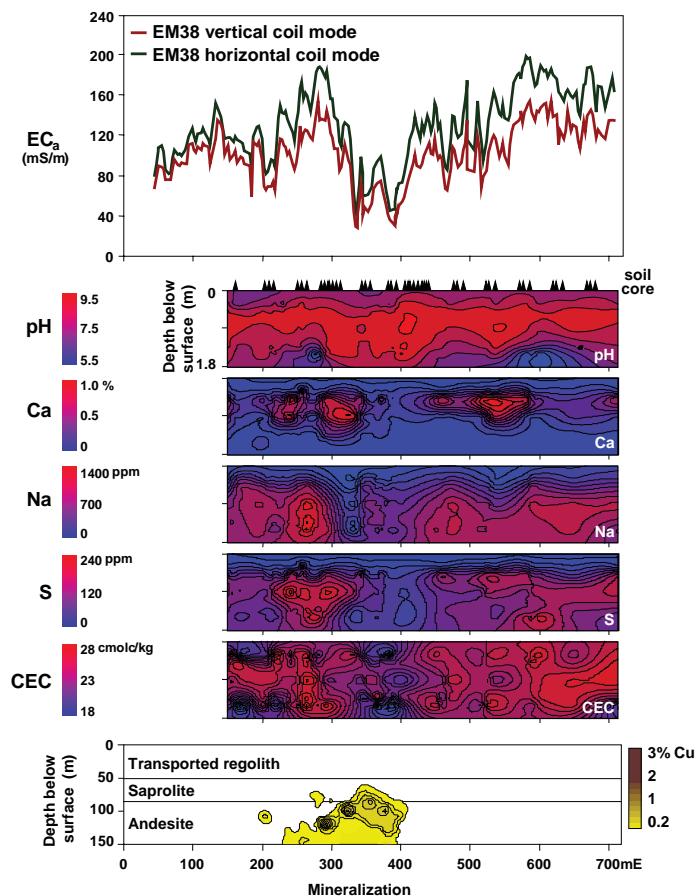 240
200
160
120
80
40
0
EM38 vertical coil mode
EM38 horizontal coil mode
ECa
(mS/m)
soil
core
Depth below
surface (m)
0
1.8
pH
9.5
7.5
5.5
pH
Ca
1.0 %
0.5
0
Ca
Na
1400 ppm
700
0
Na
S
240 ppm
120
0
S
CEC
28 cmolc/kg
23
18
CEC
Depth below
surface (m)
0
50
100
150
Transported regolith
Saprolite
Andesite
3% Cu
2
1
0.2
0 100 200 300 400 500 600 700mE
Mineralization